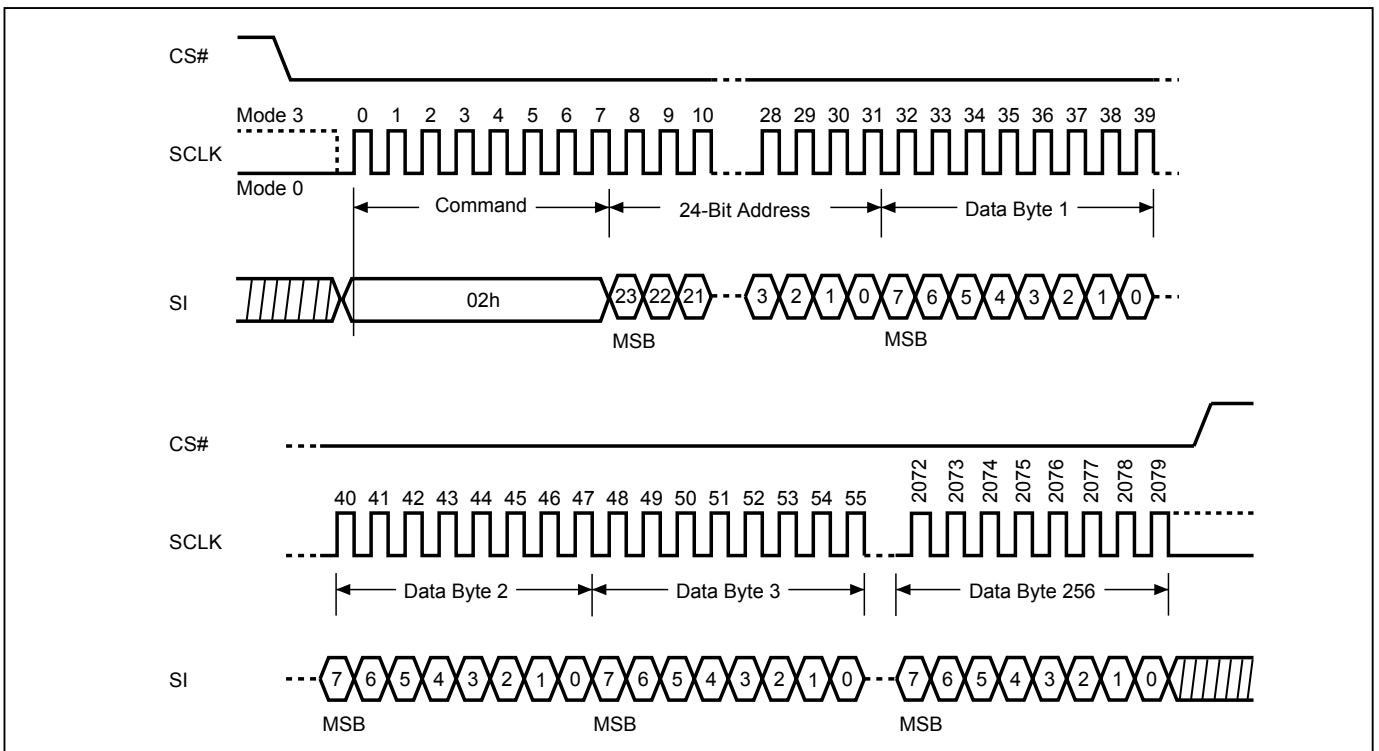 CS#
Mode 3 0 1 2 3 4 5 6 7 8 9 10 28 29 30 31 32 33 34 35 36 37 38 39
SCLK
Mode 0
Command 24-Bit Address Data Byte 1
SI 02h 23 22 21 3 2 1 0 7 6 5 4 3 2 1 0
MSB MSB
CS#
2072 2073 2074 2075 2076 2077 2078 2079
40 41 42 43 44 45 46 47 48 49 50 51 52 53 54 55
SCLK
Data Byte 2 Data Byte 3 Data Byte 256
SI 7 6 5 4 3 2 1 0 7 6 5 4 3 2 1 0 7 6 5 4 3 2 1 0
MSB MSB MSB